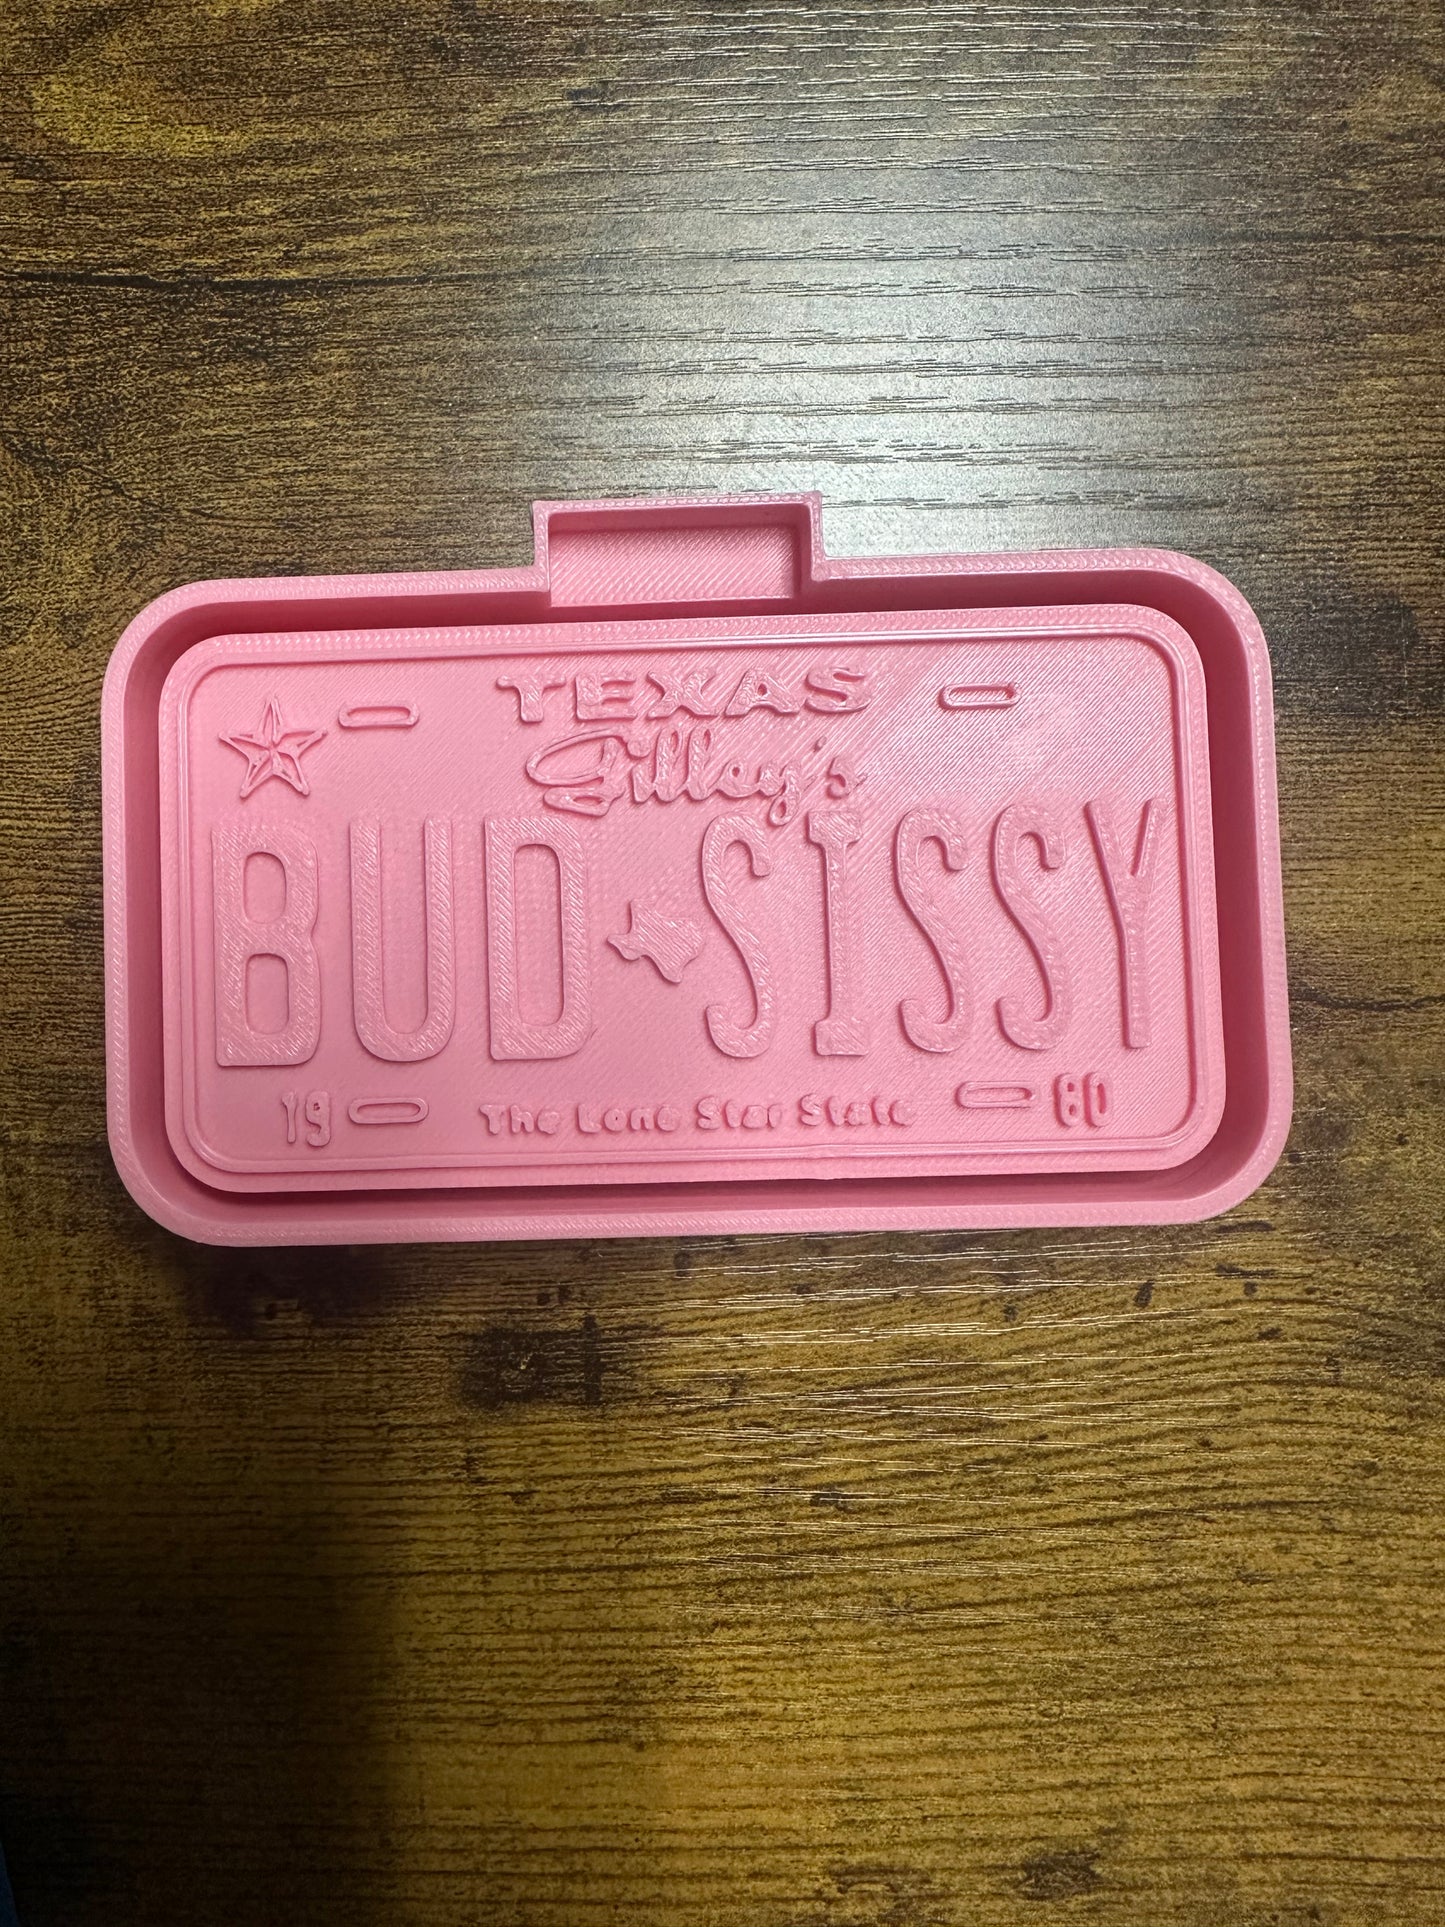 TEXAS
Gilley's
BUD SISSY
19 The Lone Star State 80